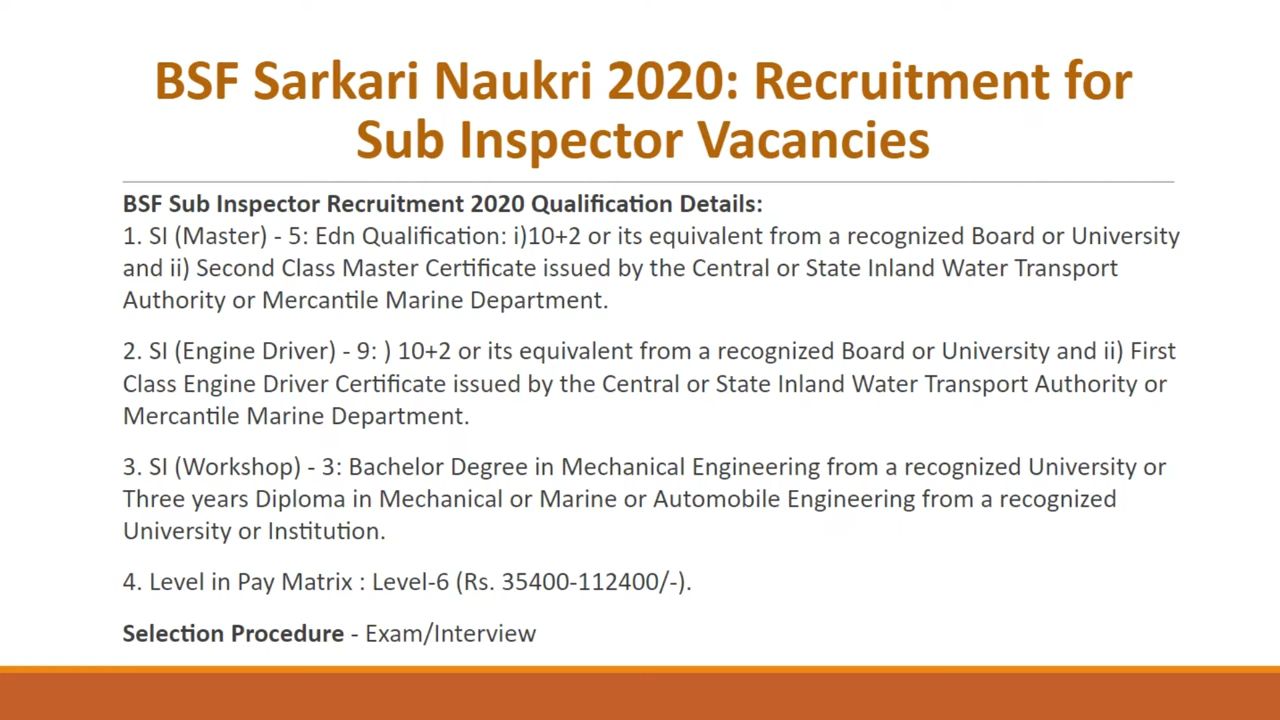 BSF Sarkari Naukri 2020: Recruitment for
Sub Inspector Vacancies
BSF Sub Inspector Recruitment 2020 Qualification Details:
1. SI (Master) - 5: Edn Qualification: i)10+2 or its equivalent from a recognized Board or University
and ii) Second Class Master Certificate issued by the Central or State Inland Water Transport
Authority or Mercantile Marine Department.
2. SI (Engine Driver) - 9: ) 10+2 or its equivalent from a recognized Board or University and ii) First
Class Engine Driver Certificate issued by the Central or State Inland Water Transport Authority or
Mercantile Marine Department.
3. SI (Workshop) - 3: Bachelor Degree in Mechanical Engineering from a recognized University or
Three years Diploma in Mechanical or Marine or Automobile Engineering from a recognized
University or Institution.
4. Level in Pay Matrix : Level-6 (Rs. 35400-112400/-).
Selection Procedure - Exam/Interview